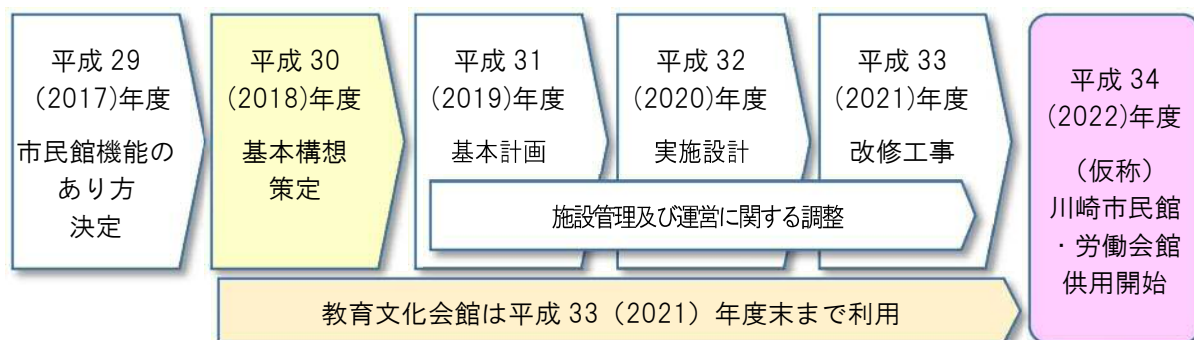 平成 29
(2017)年度
市民館機能の
あり方
決定
平成 30
(2018)年度
基本構想
策定
平成 31
(2019)年度
基本計画
平成 32
(2020)年度
実施設計
平成 33
(2021)年度
改修工事
施設管理及び運営に関する調整
平成 34
(2022)年度
（仮称）
川崎市民館
・労働会館
供用開始
教育文化会館は平成 33（2021）年度末まで利用